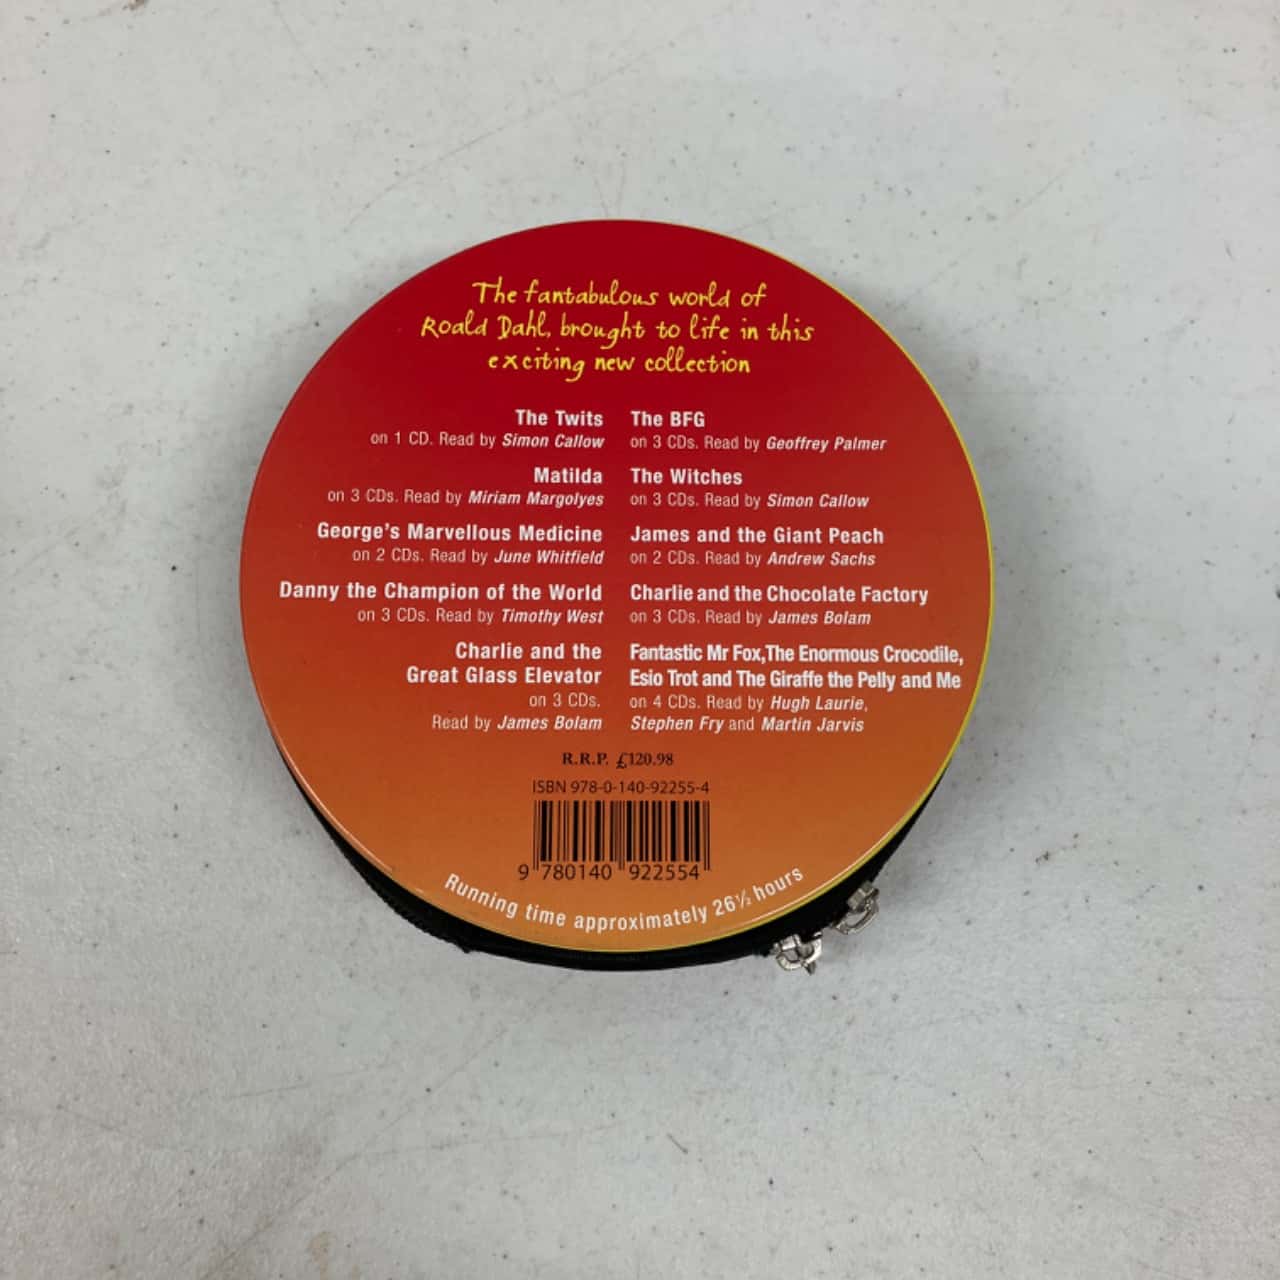 The fantabulous world of
Roald Dahl, brought to life in this
exciting new collection
The Twits
on 1 CD. Read by Simon Callow
Matilda
on 3 CDs. Read by Miriam Margolyes
George's Marvellous Medicine
on 2 CDs. Read by June Whitfield
Danny the Champion of the World
on 3 CDs. Read by Timothy West
Charlie and the
Great Glass Elevator
on 3 CDs.
Read by James Bolam
The BFG
on 3 CDs. Read by Geoffrey Palmer
The Witches
on 3 CDs. Read by Simon Callow
James and the Giant Peach
on 2 CDs. Read by Andrew Sachs
Charlie and the Chocolate Factory
on 3 CDs. Read by James Bolam
Fantastic Mr Fox,The Enormous Crocodile,
Esio Trot and The Giraffe the Pelly and Me
on 4 CDs. Read by Hugh Laurie,
Stephen Fry and Martin Jarvis
R.R.P. £120.98
ISBN 978-0-140-92255-4
9 780140 922554
Running time approximately 26½ hours